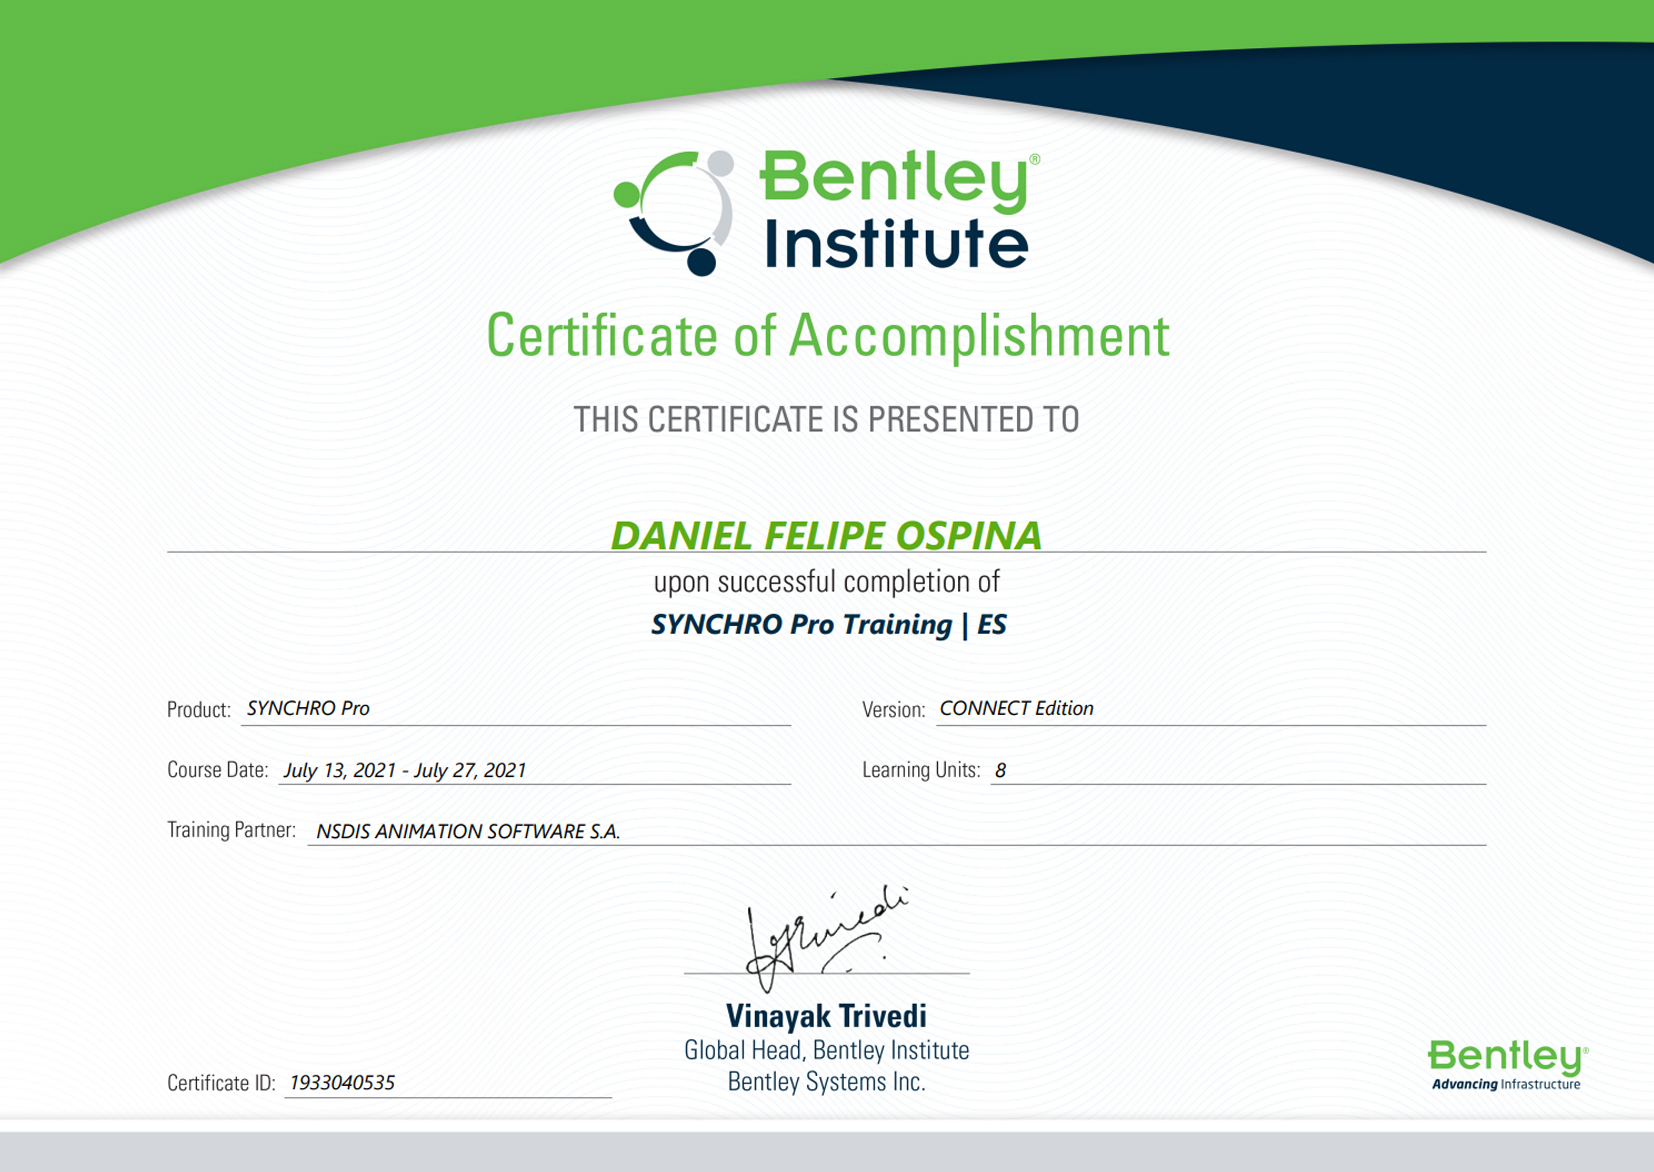 Bentley®
Institute
Certificate of Accomplishment
THIS CERTIFICATE IS PRESENTED TO
DANIEL FELIPE OSPINA
upon successful completion of
SYNCHRO Pro Training | ES
Product: SYNCHRO Pro
Version: CONNECT Edition
Course Date: July 13, 2021 - July 27, 2021
Learning Units: 8
Training Partner: NSDIS ANIMATION SOFTWARE S.A.
Vinayak Trivedi
Global Head, Bentley Institute
Bentley Systems Inc.
Certificate ID: 1933040535
Bentley®
Advancing Infrastructure